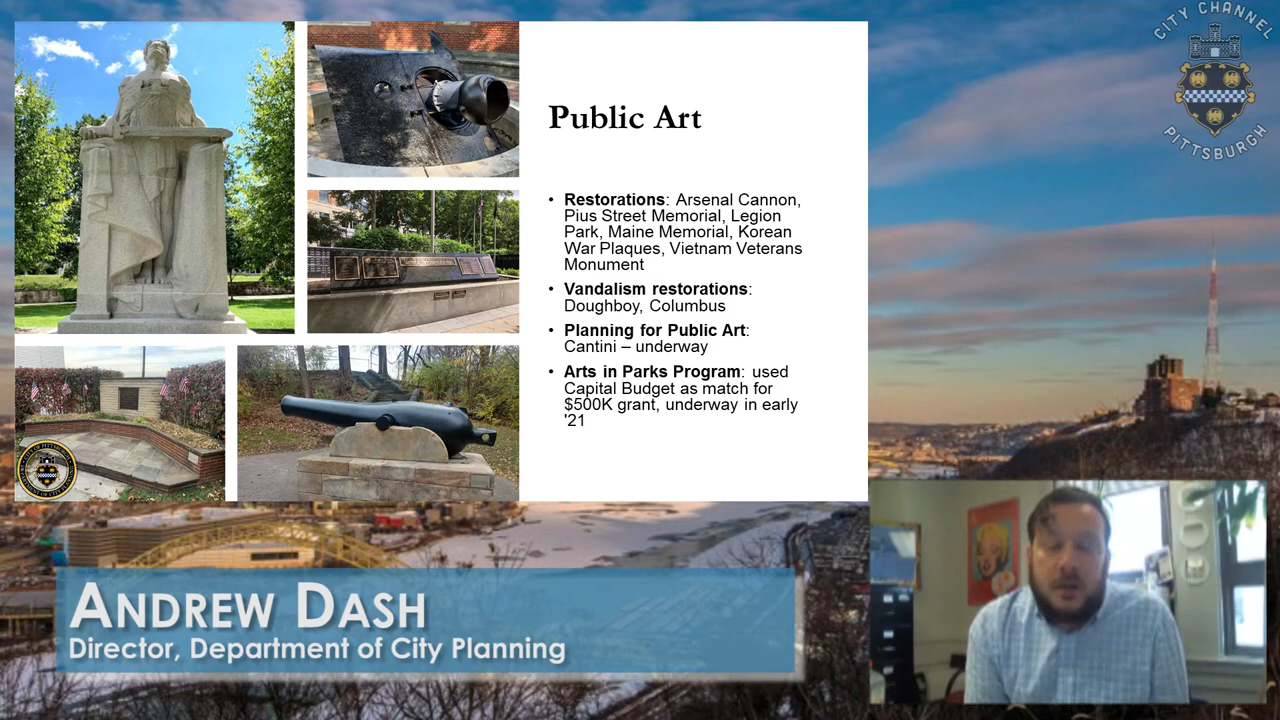 CITY CHANNEL
PITTSBURGH
Public Art
• Restorations: Arsenal Cannon,
Pius Street Memorial, Legion
Park, Maine Memorial, Korean
War Plaques, Vietnam Veterans
Monument
• Vandalism restorations:
Doughboy, Columbus
• Planning for Public Art:
Cantini – underway
• Arts in Parks Program: used
Capital Budget as match for
$500K grant, underway in early
'21
ANDREW DASH
Director, Department of City Planning